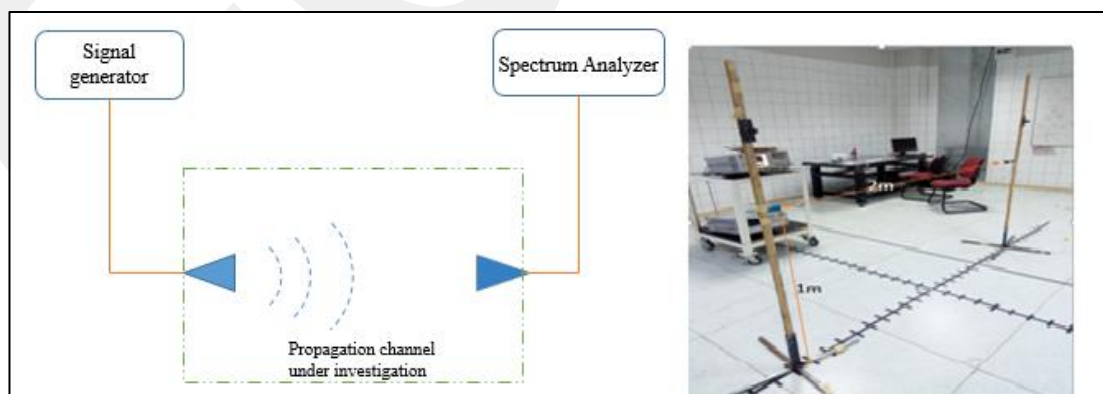 Signal
generator
Spectrum Analyzer
Propagation channel
under investigation
2m
1m